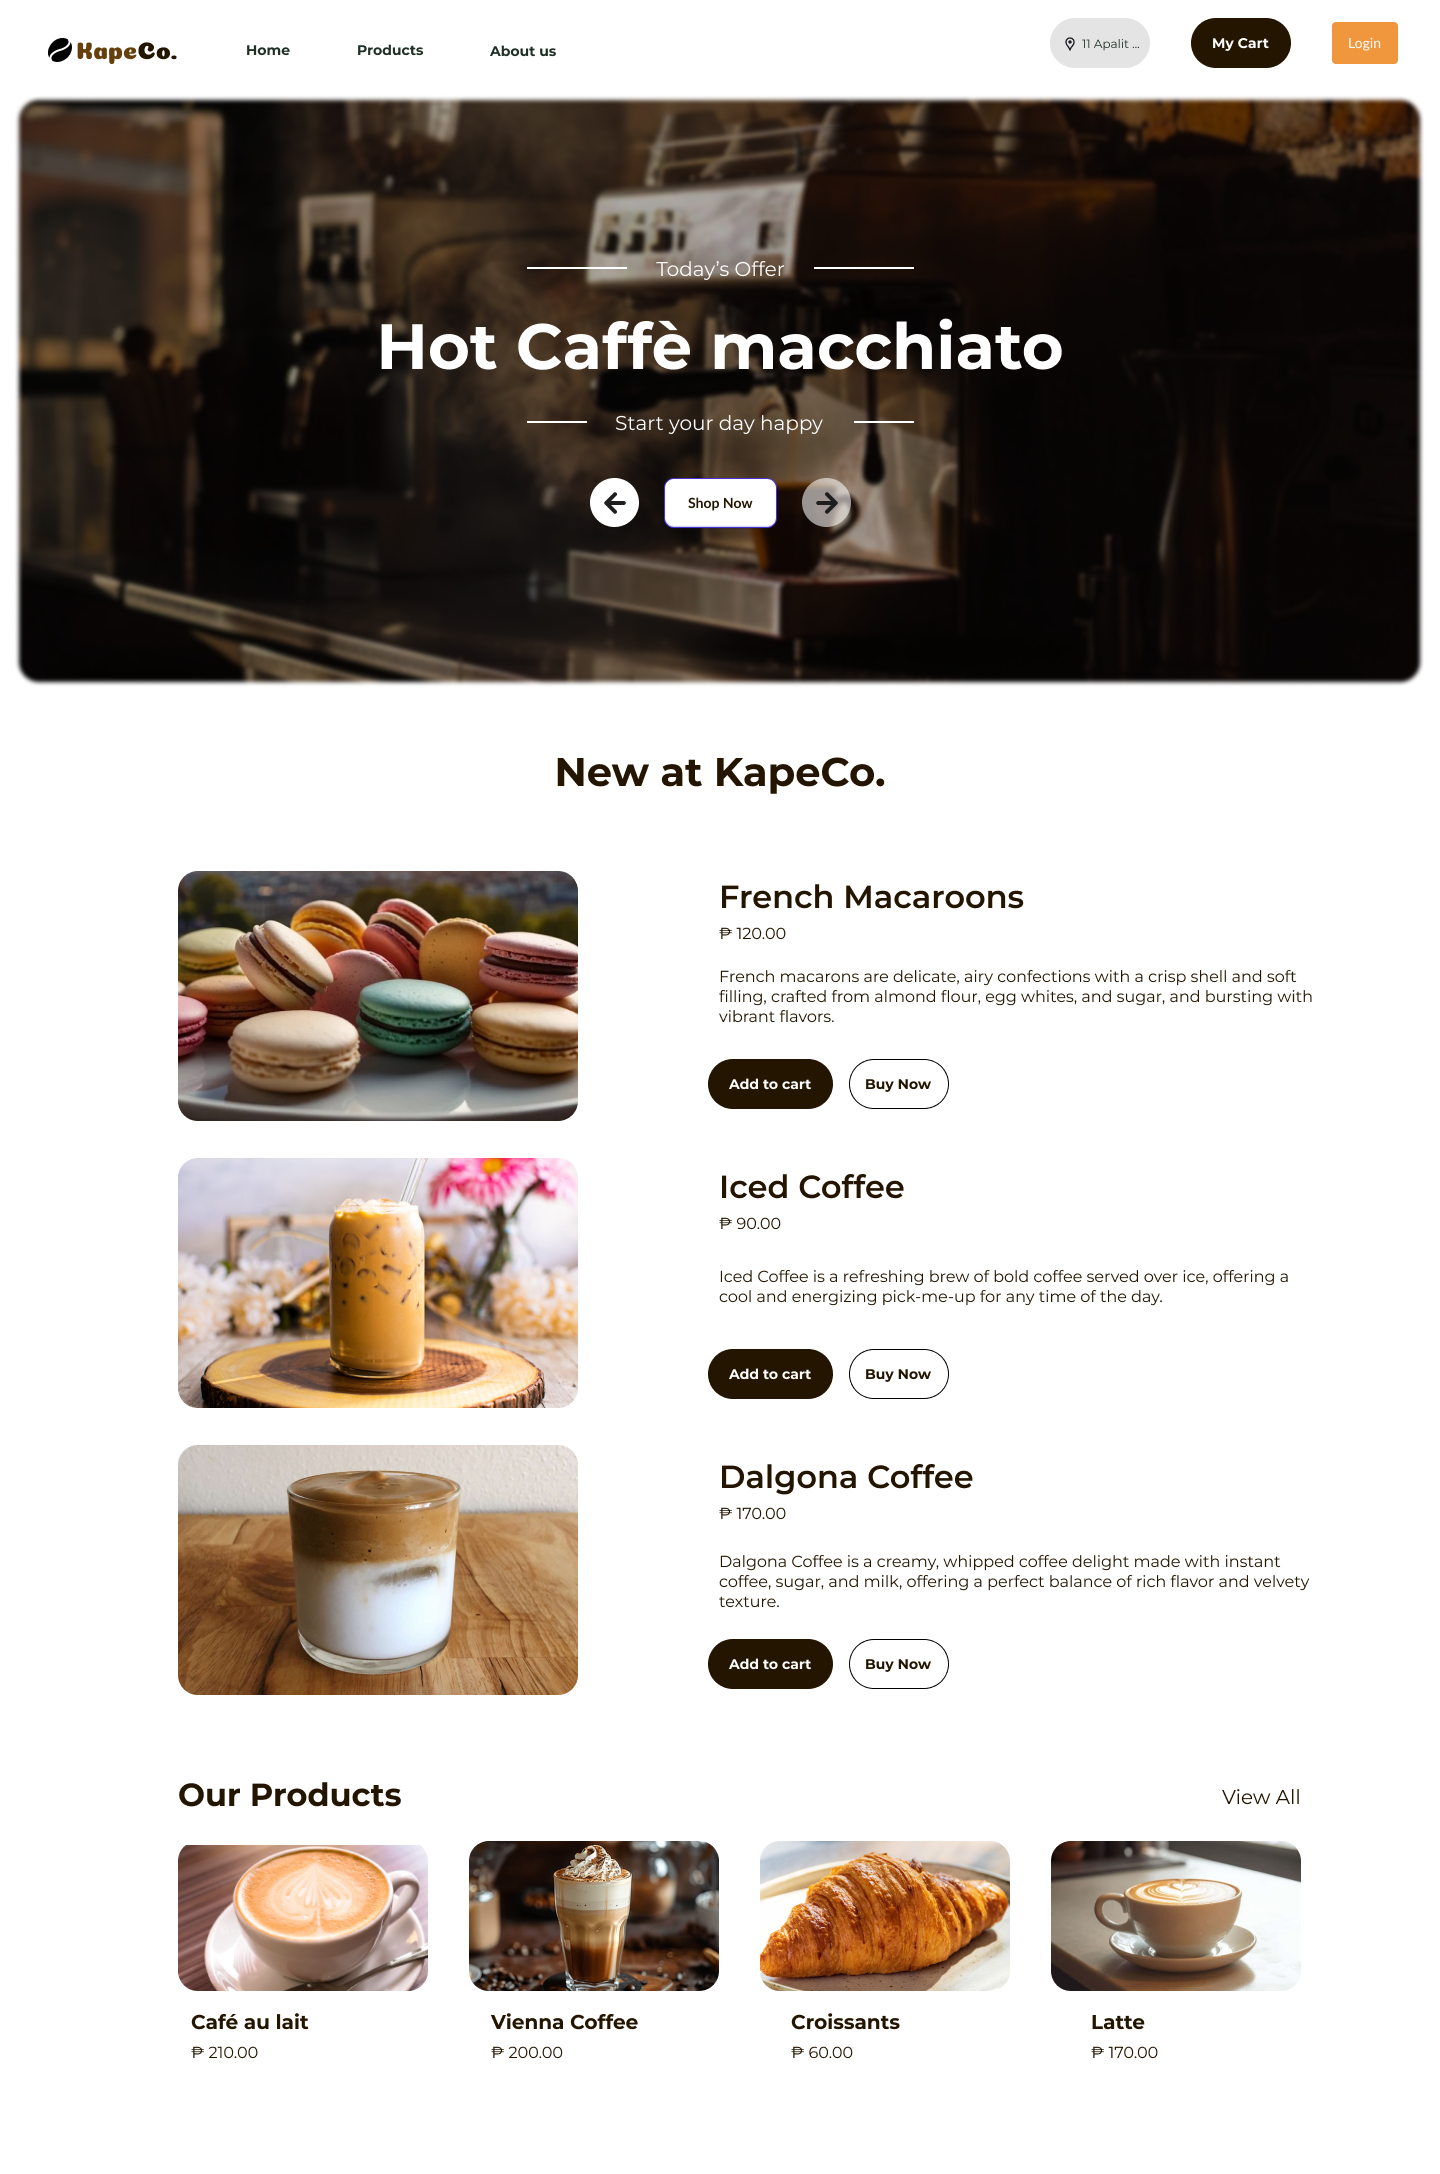 KapeCo.
Home
Products
About us
11 Apalit ...
My Cart
Login
Today’s Offer
Hot Caffè macchiato
Start your day happy
Shop Now
New at KapeCo.
French Macaroons
₱ 120.00
French macarons are delicate, airy confections with a crisp shell and soft
filling, crafted from almond flour, egg whites, and sugar, and bursting with
vibrant flavors.
Add to cart
Buy Now
Iced Coffee
₱ 90.00
Iced Coffee is a refreshing brew of bold coffee served over ice, offering a
cool and energizing pick-me-up for any time of the day.
Add to cart
Buy Now
Dalgona Coffee
₱ 170.00
Dalgona Coffee is a creamy, whipped coffee delight made with instant
coffee, sugar, and milk, offering a perfect balance of rich flavor and velvety
texture.
Add to cart
Buy Now
Our Products
View All
Café au lait
₱ 210.00
Vienna Coffee
₱ 200.00
Croissants
₱ 60.00
Latte
₱ 170.00